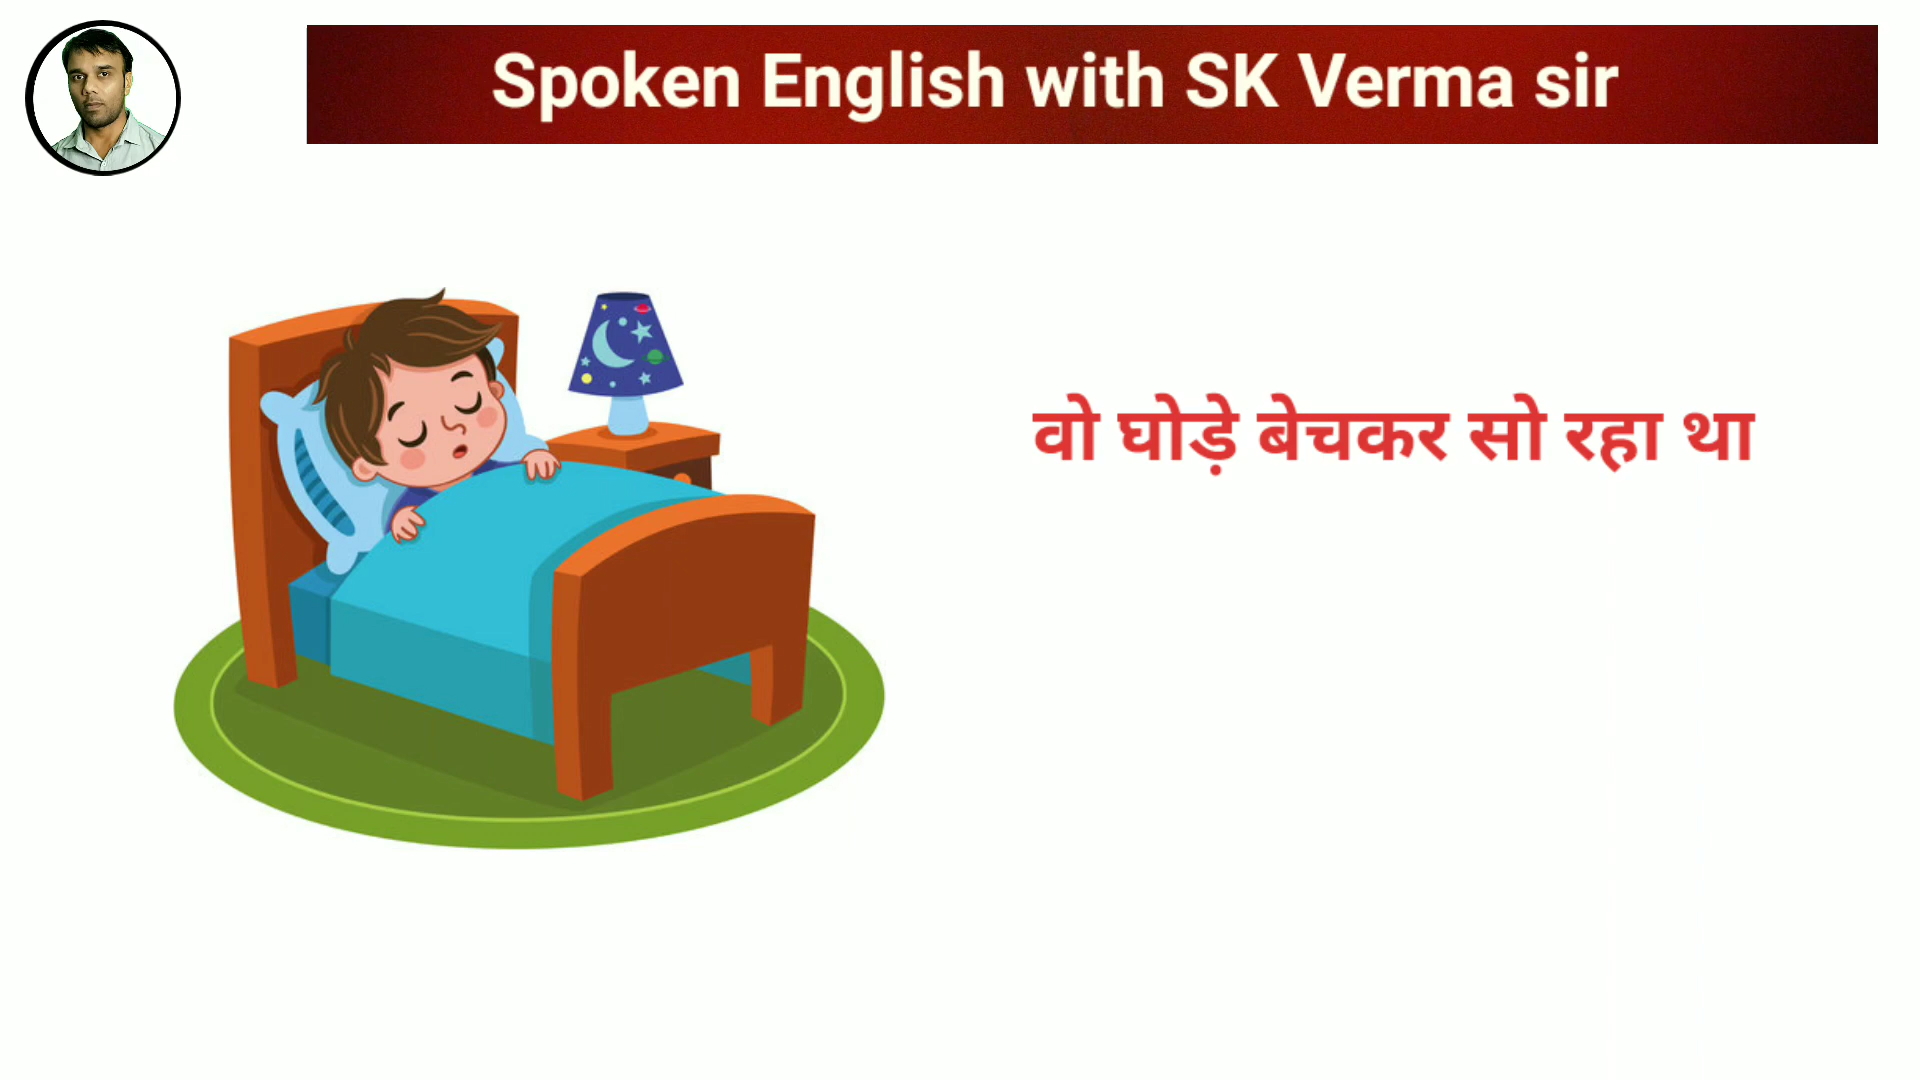 Spoken English with SK Verma sir
वो घोड़े बेचकर सो रहा था